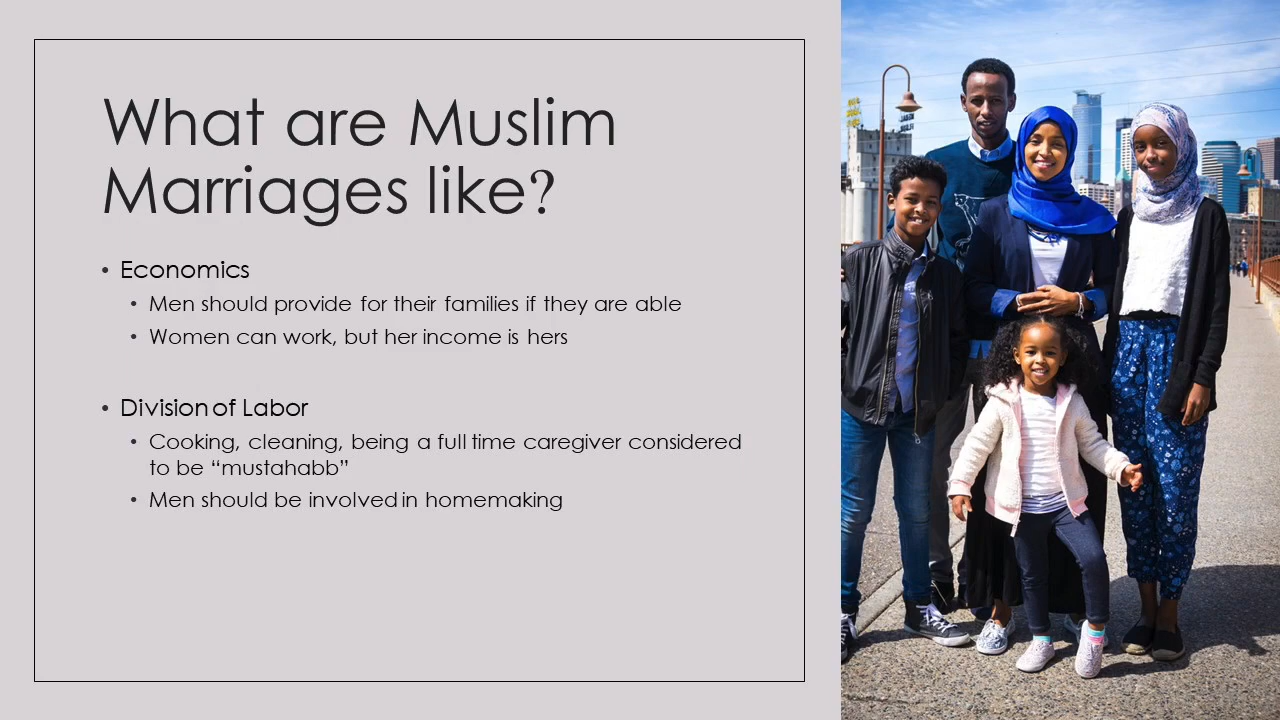 What are Muslim
Marriages like?
• Economics
• Men should provide for their families if they are able
• Women can work, but her income is hers
• Division of Labor
• Cooking, cleaning, being a full time caregiver considered
to be “mustahabb”
• Men should be involved in homemaking